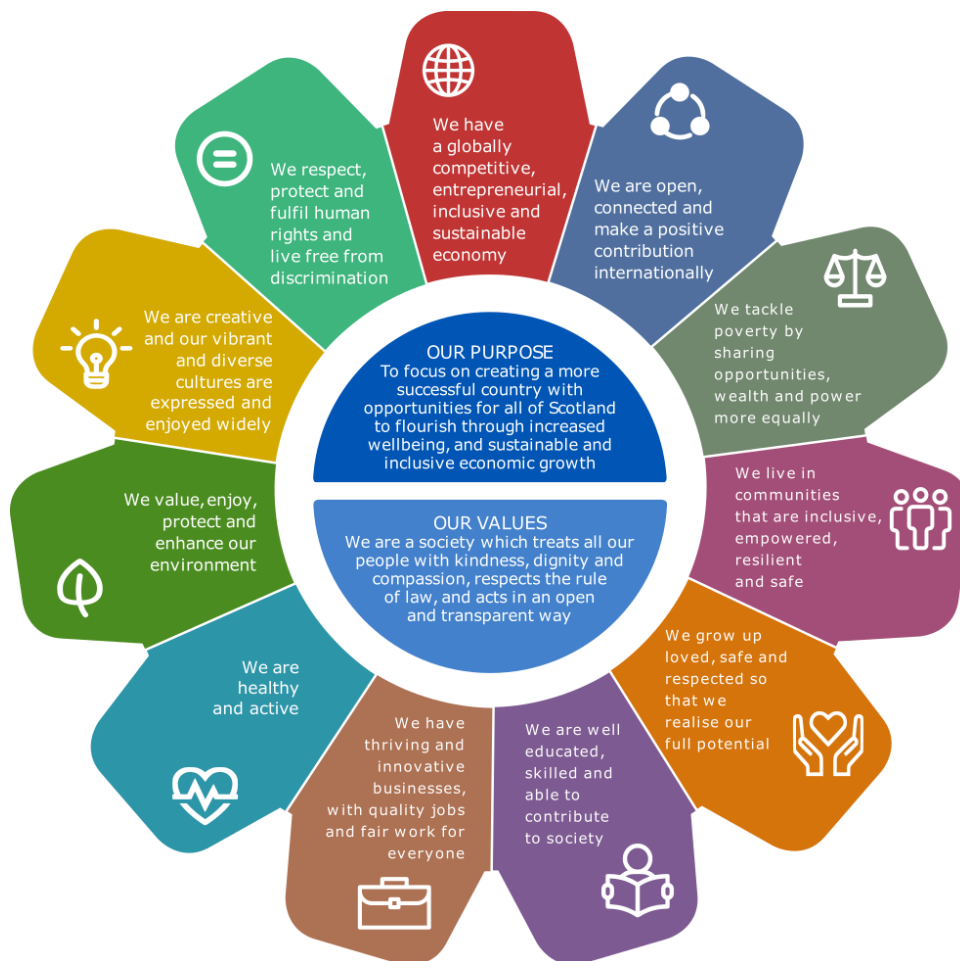 We have
a globally
competitive,
entrepreneurial,
inclusive and
sustainable
economy
We are open,
connected and
make a positive
contribution
internationally
We tackle
poverty by
sharing
opportunities,
wealth and power
more equally
We live in
communities
that are inclusive,
empowered,
resilient
and safe
We grow up
loved, safe and
respected so
that we
realise our
full potential
We are well
educated,
skilled and
able to
contribute
to society
We have
thriving and
innovative
businesses,
with quality jobs
and fair work for
everyone
We are
healthy
and active
We value, enjoy,
protect and
enhance our
environment
We are creative
and our vibrant
and diverse
cultures are
expressed and
enjoyed widely
We respect,
protect and
fulfil human
rights and
live free from
discrimination
OUR PURPOSE
To focus on creating a more
successful country with
opportunities for all of Scotland
to flourish through increased
wellbeing, and sustainable and
inclusive economic growth
OUR VALUES
We are a society which treats all our
people with kindness, dignity and
compassion, respects the rule
of law, and acts in an open
and transparent way